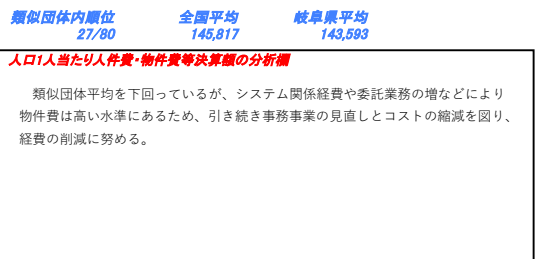 類似団体内順位 全国平均 岐阜県平均
27/80 145,817 143,593
人口1人当たり人件費・物件費等決算額の分析欄
類似団体平均を下回っているが、システム関係経費や委託業務の増などにより
物件費は高い水準にあるため、引き続き事務事業の見直しとコストの縮減を図り、
経費の削減に努める。